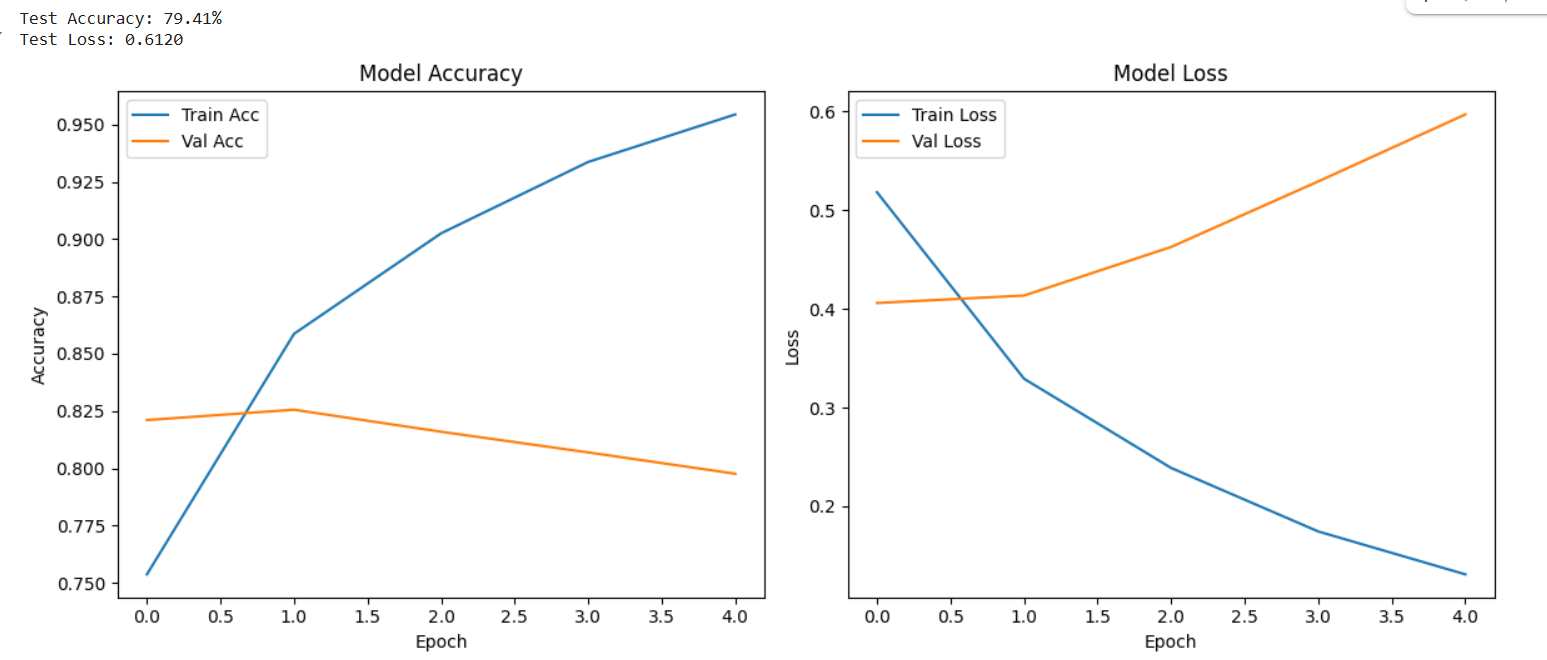 Test Accuracy: 79.41%
Test Loss: 0.6120
Model Accuracy
Train Acc
Val Acc
0.950
0.925
0.900
0.875
0.850
0.825
0.800
0.775
0.750
Accuracy
0.0 0.5 1.0 1.5 2.0 2.5 3.0 3.5 4.0
Epoch
Model Loss
Train Loss
Val Loss
0.6
0.5
0.4
0.3
0.2
Loss
0.0 0.5 1.0 1.5 2.0 2.5 3.0 3.5 4.0
Epoch